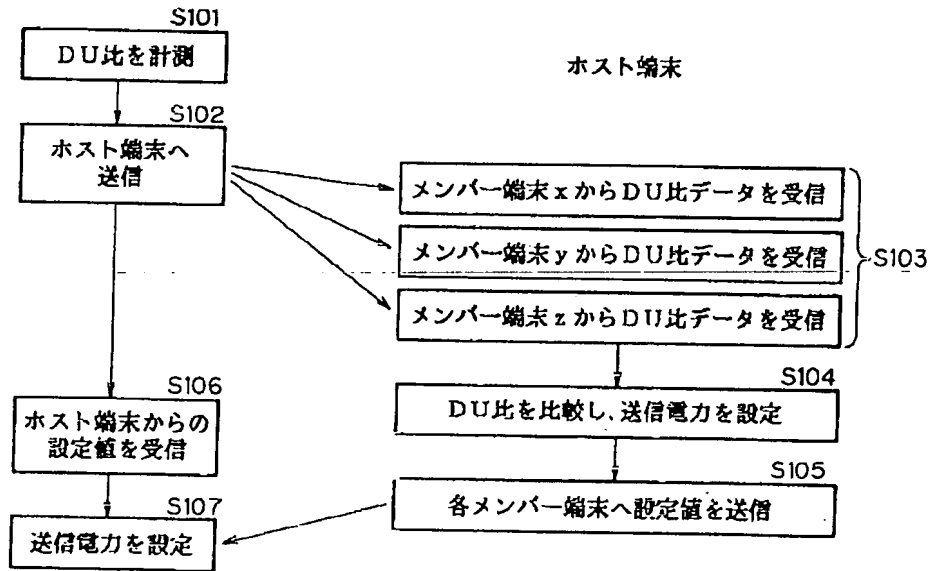 S101
DU比を計測
ホスト端末
S102
ホスト端末へ
送信
メンバー端末xからDU比データを受信
メンバー端末yからDU比データを受信
S103
メンバー端末zからDU比データを受信
S104
DU比を比較し、送信電力を設定
S106
ホスト端末からの
設定値を受信
S105
各メンバー端末へ設定値を送信
S107
送信電力を設定